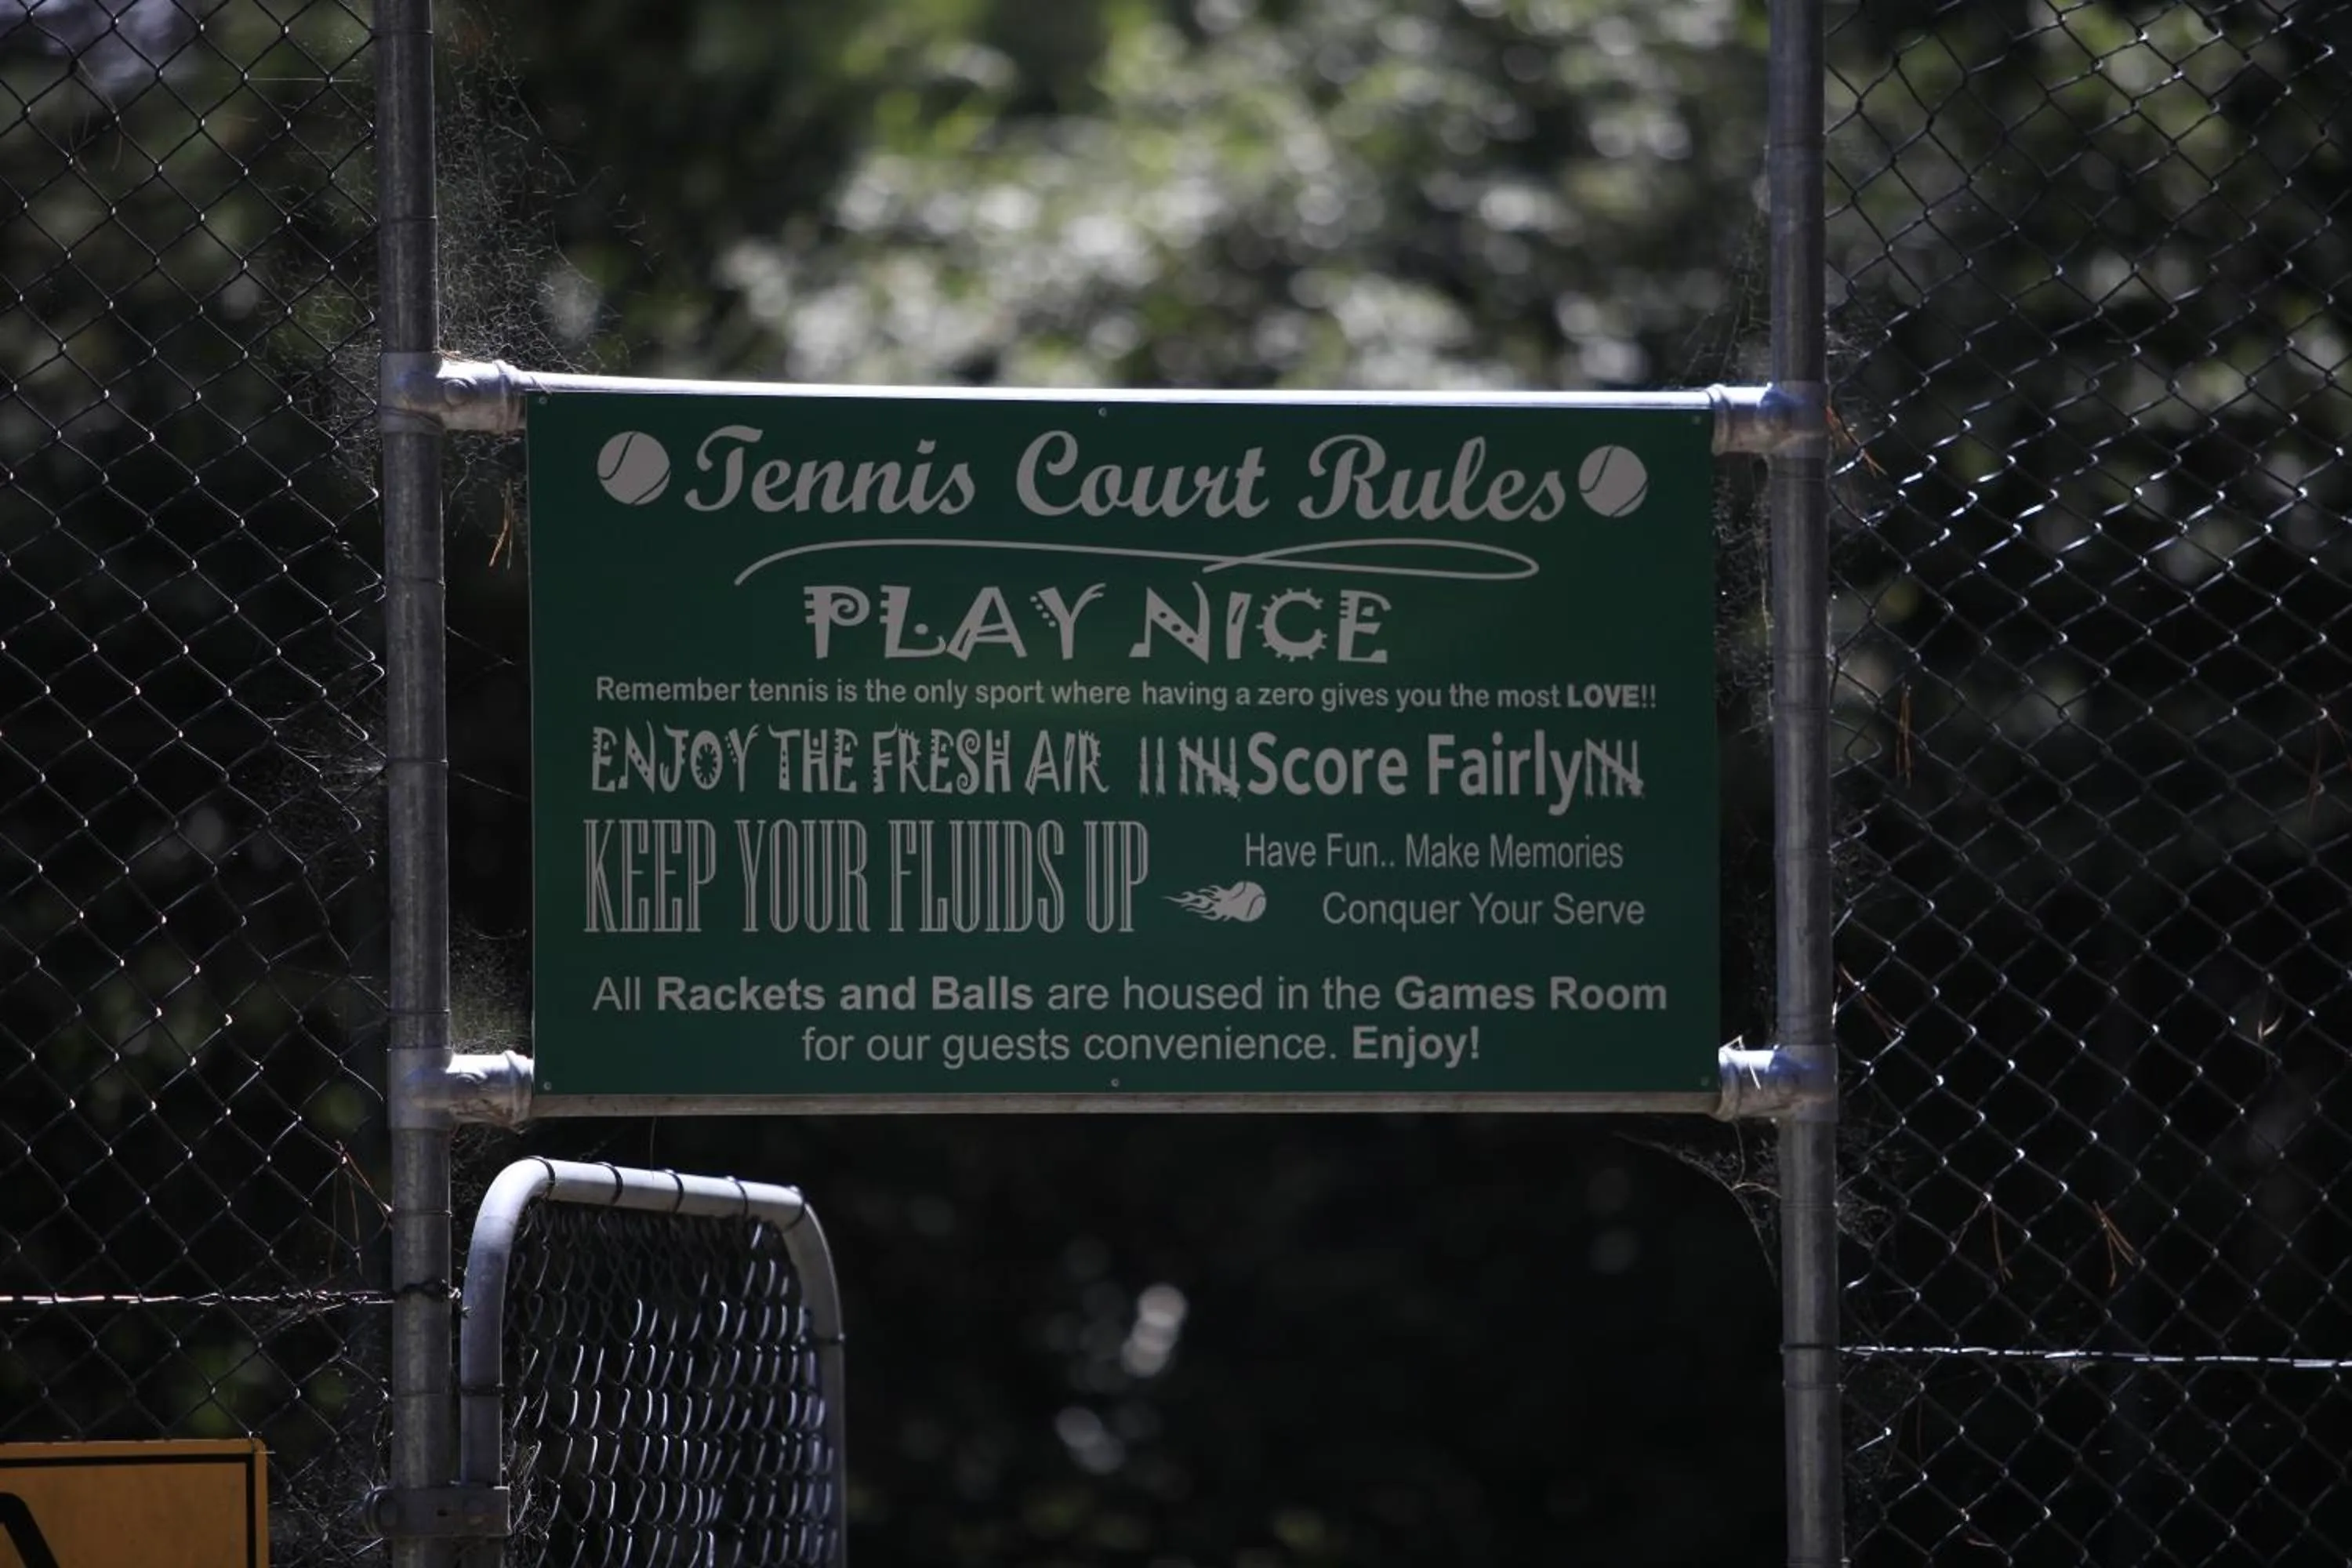 Tennis Court Rules
PLAY NICE
Remember tennis is the only sport where having a zero gives you the most LOVE!!
ENJOY THE FRESH AIR Score Fairly
KEEP YOUR FLUIDS UP
Have Fun.. Make Memories
Conquer Your Serve
All Rackets and Balls are housed in the Games Room
for our guests convenience. Enjoy!